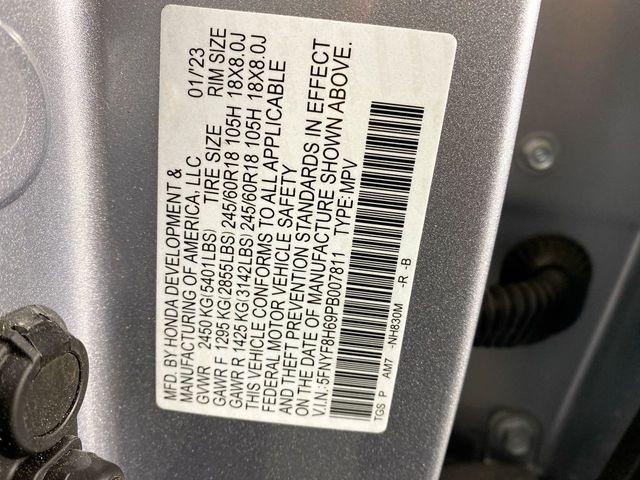 MFD. BY HONDA DEVELOPMENT &
MANUFACTURING OF AMERICA, LLC 01/23
GVWR 2450 KG(5401LBS) TIRE SIZE RIM SIZE
GAWR F 1295 KG(2855LBS) 245/60R18 105H 18X8.0J
GAWR R 1425 KG(3142LBS) 245/60R18 105H 18X8.0J
THIS VEHICLE CONFORMS TO ALL APPLICABLE
FEDERAL MOTOR VEHICLE SAFETY
AND THEFT PREVENTION STANDARDS IN EFFECT
ON THE DATE OF MANUFACTURE SHOWN ABOVE.
V.I.N.:5FNYF8H69PB007811 TYPE:MPV
TGS P AM7 -NH830M -R -B